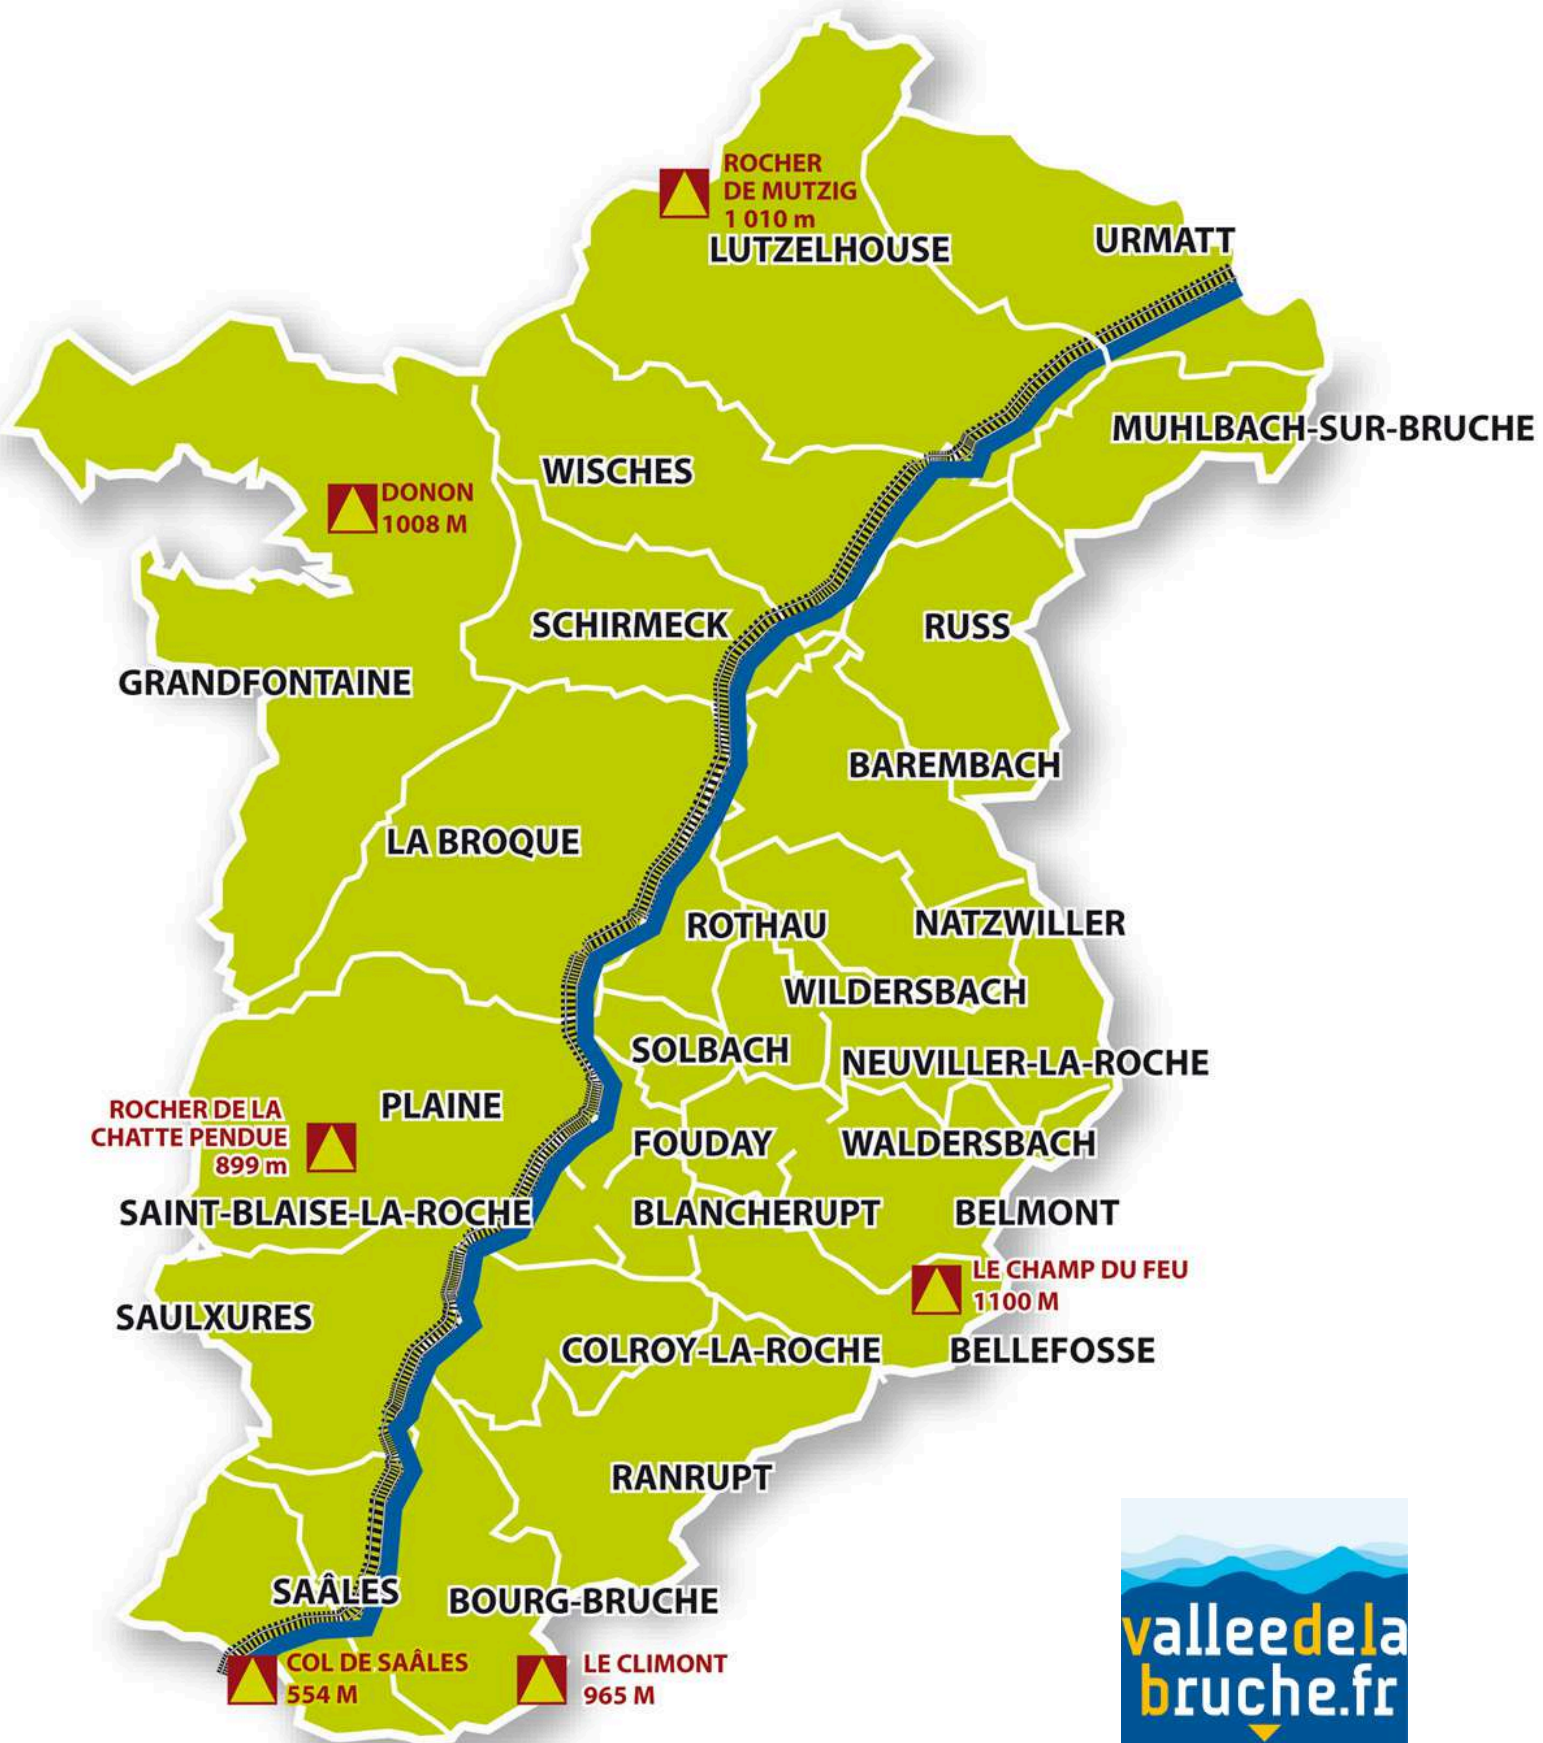 ROCHER
DE MUTZIG
1 010 m
LUTZELHOUSE
URMATT
MUHLBACH-SUR-BRUCHE
WISCHES
DONON
1008 M
SCHIRMECK
RUSS
GRANDFONTAINE
BAREMBACH
LA BROQUE
ROTHAU
NATZWILLER
WILDERSBACH
SOLBACH
NEUVILLER-LA-ROCHE
PLAINE
ROCHER DE LA
CHATTE PENDUE
899 m
FOUDAY
WALDERSBACH
SAINT-BLAISE-LA-ROCHE
BLANCHERUPT
BELMONT
LE CHAMP DU FEU
1100 M
SAULXURES
COLROY-LA-ROCHE
BELLEFOSSE
RANRUPT
SAÂLES
BOURG-BRUCHE
COL DE SAÂLES
554 M
LE CLIMONT
965 M
valleedela
bruche.fr